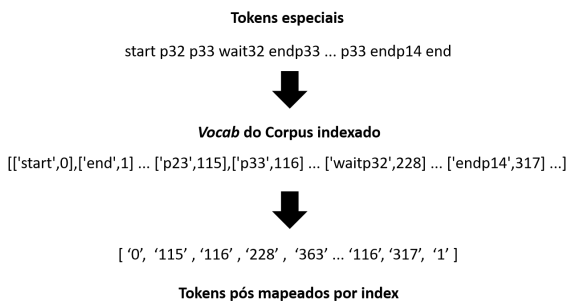 Tokens especiais
start p32 p33 wait32 endp33 ... p33 endp14 end
Vocab do Corpus indexado
[['start',0],['end',1] ... ['p23',115],['p33',116] ... ['waitp32',228] ... ['endp14',317] ...]
[ ‘0’, ‘115’ , ‘116’ , ‘228’ , ‘363’ ... ‘116’, ‘317’, ‘1’ ]
Tokens pós mapeados por index